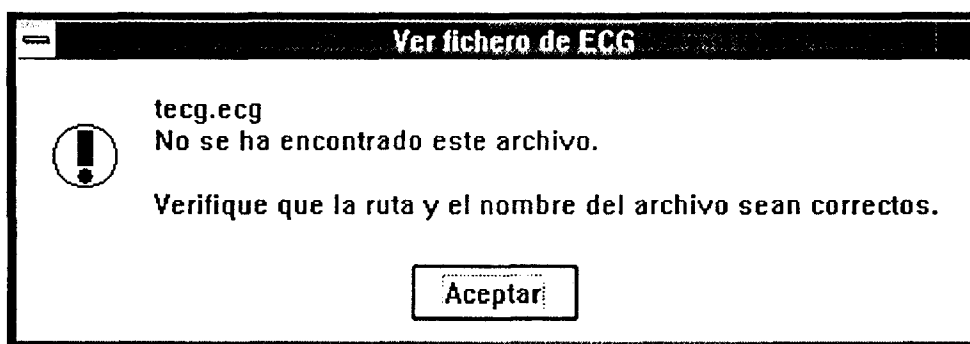 Ver fichero de ECG
tecg.ecg
No se ha encontrado este archivo.
Verifique que la ruta y el nombre del archivo sean correctos.
Aceptar